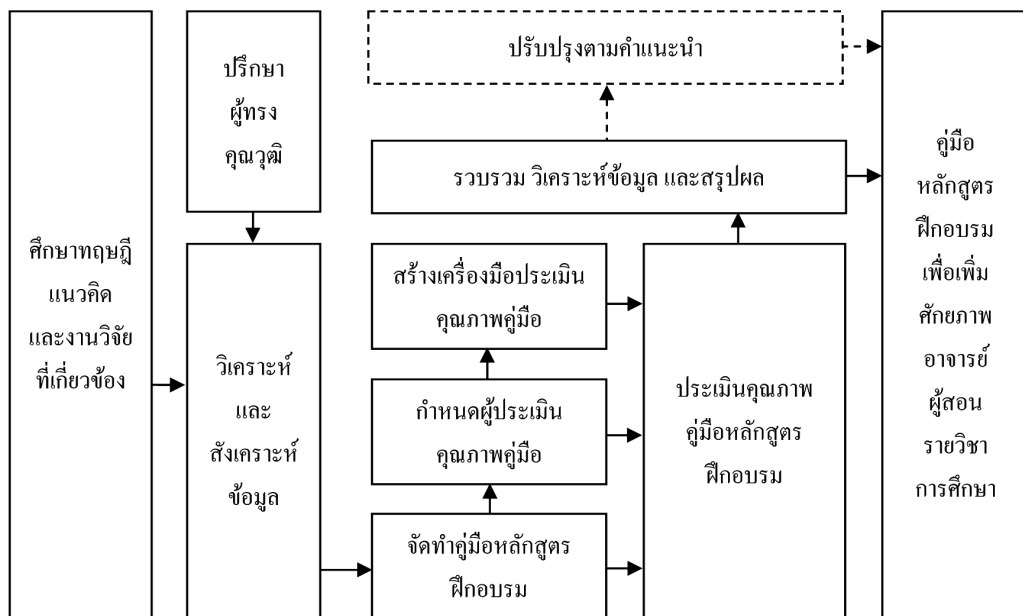 ศึกษาทฤษฎี
แนวคิด
และงานวิจัย
ที่เกี่ยวข้อง
ปรึกษา
ผู้ทรง
คุณวุฒิ
วิเคราะห์
และ
สังเคราะห์
ข้อมูล
ปรับปรุงตามคำแนะนำ
รวบรวม วิเคราะห์ข้อมูล และสรุปผล
สร้างเครื่องมือประเมิน
คุณภาพคู่มือ
กำหนดผู้ประเมิน
คุณภาพคู่มือ
จัดทำคู่มือหลักสูตร
ฝึกอบรม
ประเมินคุณภาพ
คู่มือหลักสูตร
ฝึกอบรม
คู่มือ
หลักสูตร
ฝึกอบรม
เพื่อเพิ่ม
ศักยภาพ
อาจารย์
ผู้สอน
รายวิชา
การศึกษา